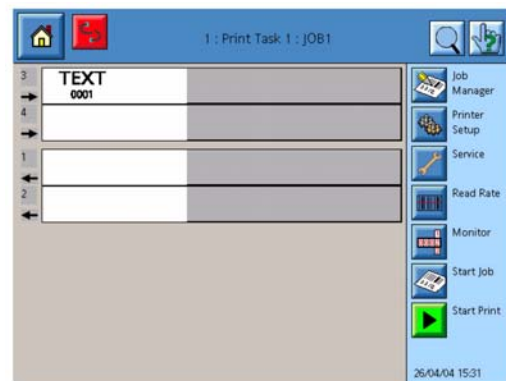 1 : Print Task 1 : JOB1
3
TEXT
0001
4
1
2
Job
Manager
Printer
Setup
Service
Read Rate
Monitor
Start Job
Start Print
26/04/04 15:31